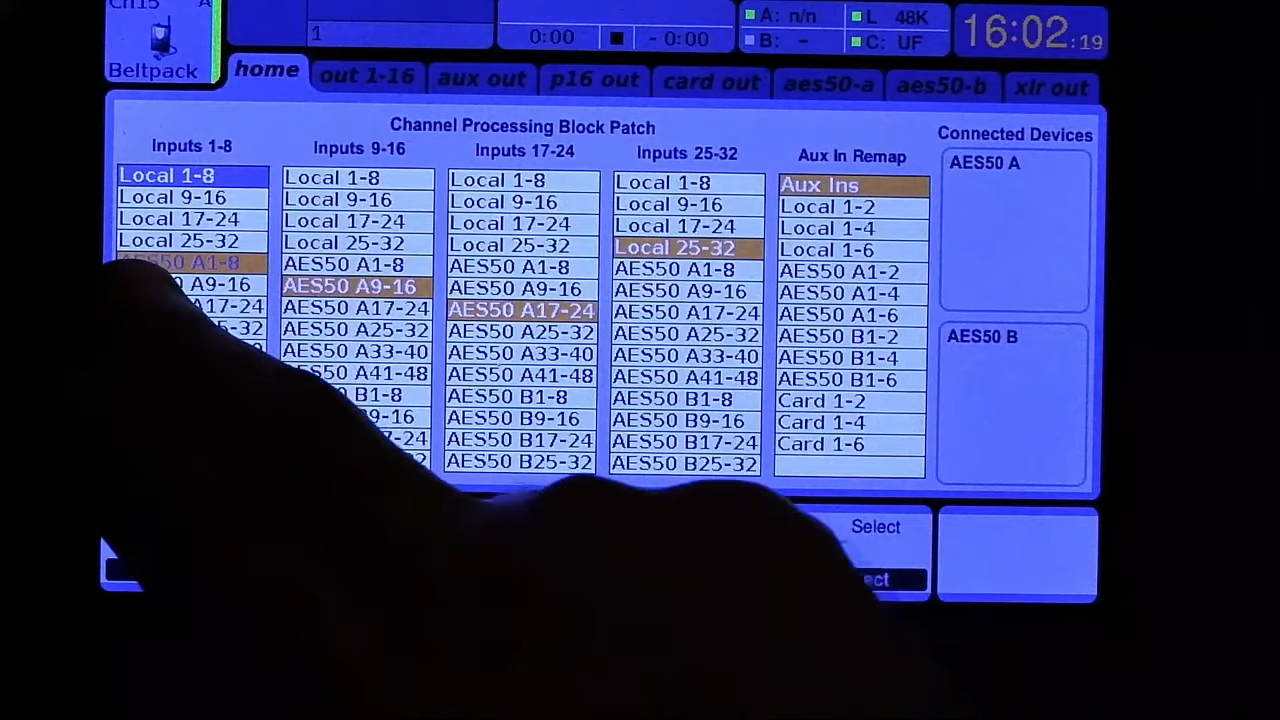 Ch15 A
Beltpack
1
0:00 - 0:00
A: n/n L 48K
B: - C: UF
16:02:19
home out 1-16 aux out p16 out card out aes50-a aes50-b xlr out
Channel Processing Block Patch
Connected Devices
Inputs 1-8
Local 1-8
Local 9-16
Local 17-24
Local 25-32
AES50 A1-8
A9-16
A17-24
5-32
Inputs 9-16
Local 1-8
Local 9-16
Local 17-24
Local 25-32
AES50 A1-8
AES50 A9-16
AES50 A17-24
AES50 A25-32
AES50 A33-40
AES50 A41-48
B1-8
9-16
7-24
Inputs 17-24
Local 1-8
Local 9-16
Local 17-24
Local 25-32
AES50 A1-8
AES50 A9-16
AES50 A17-24
AES50 A25-32
AES50 A33-40
AES50 A41-48
AES50 B1-8
AES50 B9-16
AES50 B17-24
AES50 B25-32
Inputs 25-32
Local 1-8
Local 9-16
Local 17-24
Local 25-32
AES50 A1-8
AES50 A9-16
AES50 A17-24
AES50 A25-32
AES50 A33-40
AES50 A41-48
AES50 B1-8
AES50 B9-16
AES50 B17-24
AES50 B25-32
Aux In Remap
Aux Ins
Local 1-2
Local 1-4
Local 1-6
AES50 A1-2
AES50 A1-4
AES50 A1-6
AES50 B1-2
AES50 B1-4
AES50 B1-6
Card 1-2
Card 1-4
Card 1-6
AES50 A
AES50 B
Select
ect